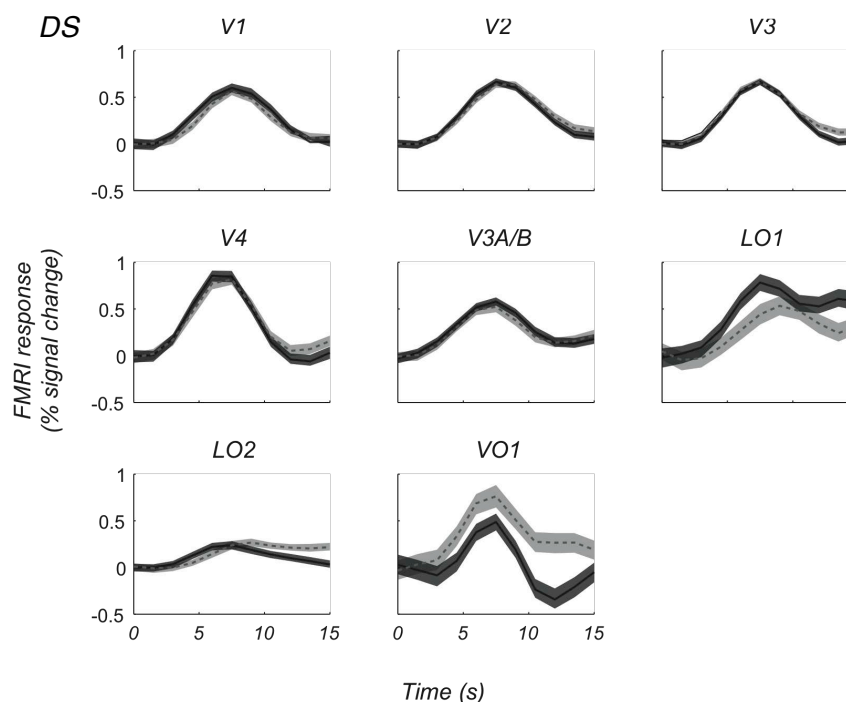 DS
V1 V2 V3
1
0.5
0
-0.5
V4 V3A/B LO1
1
0.5
0
-0.5
FMRI response
(% signal change)
LO2 VO1
1
0.5
0
-0.5
0 5 10 15 0 5 10 15
Time (s)